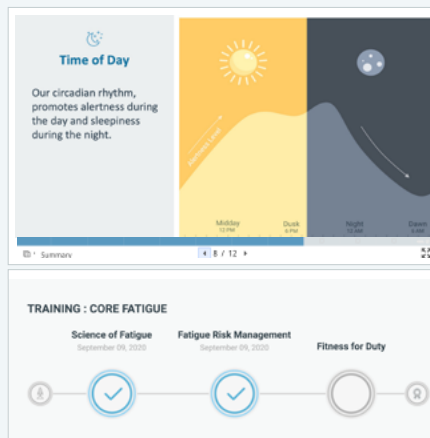 Time of Day
Our circadian rhythm,
promotes alertness during
the day and sleepiness
during the night.
Alertness Level
Midday
12 PM
Dusk
6 PM
Night
12 AM
Dawn
6 AM
Summary
8 / 12
TRAINING : CORE FATIGUE
Science of Fatigue
September 09, 2020
Fatigue Risk Management
September 09, 2020
Fitness for Duty